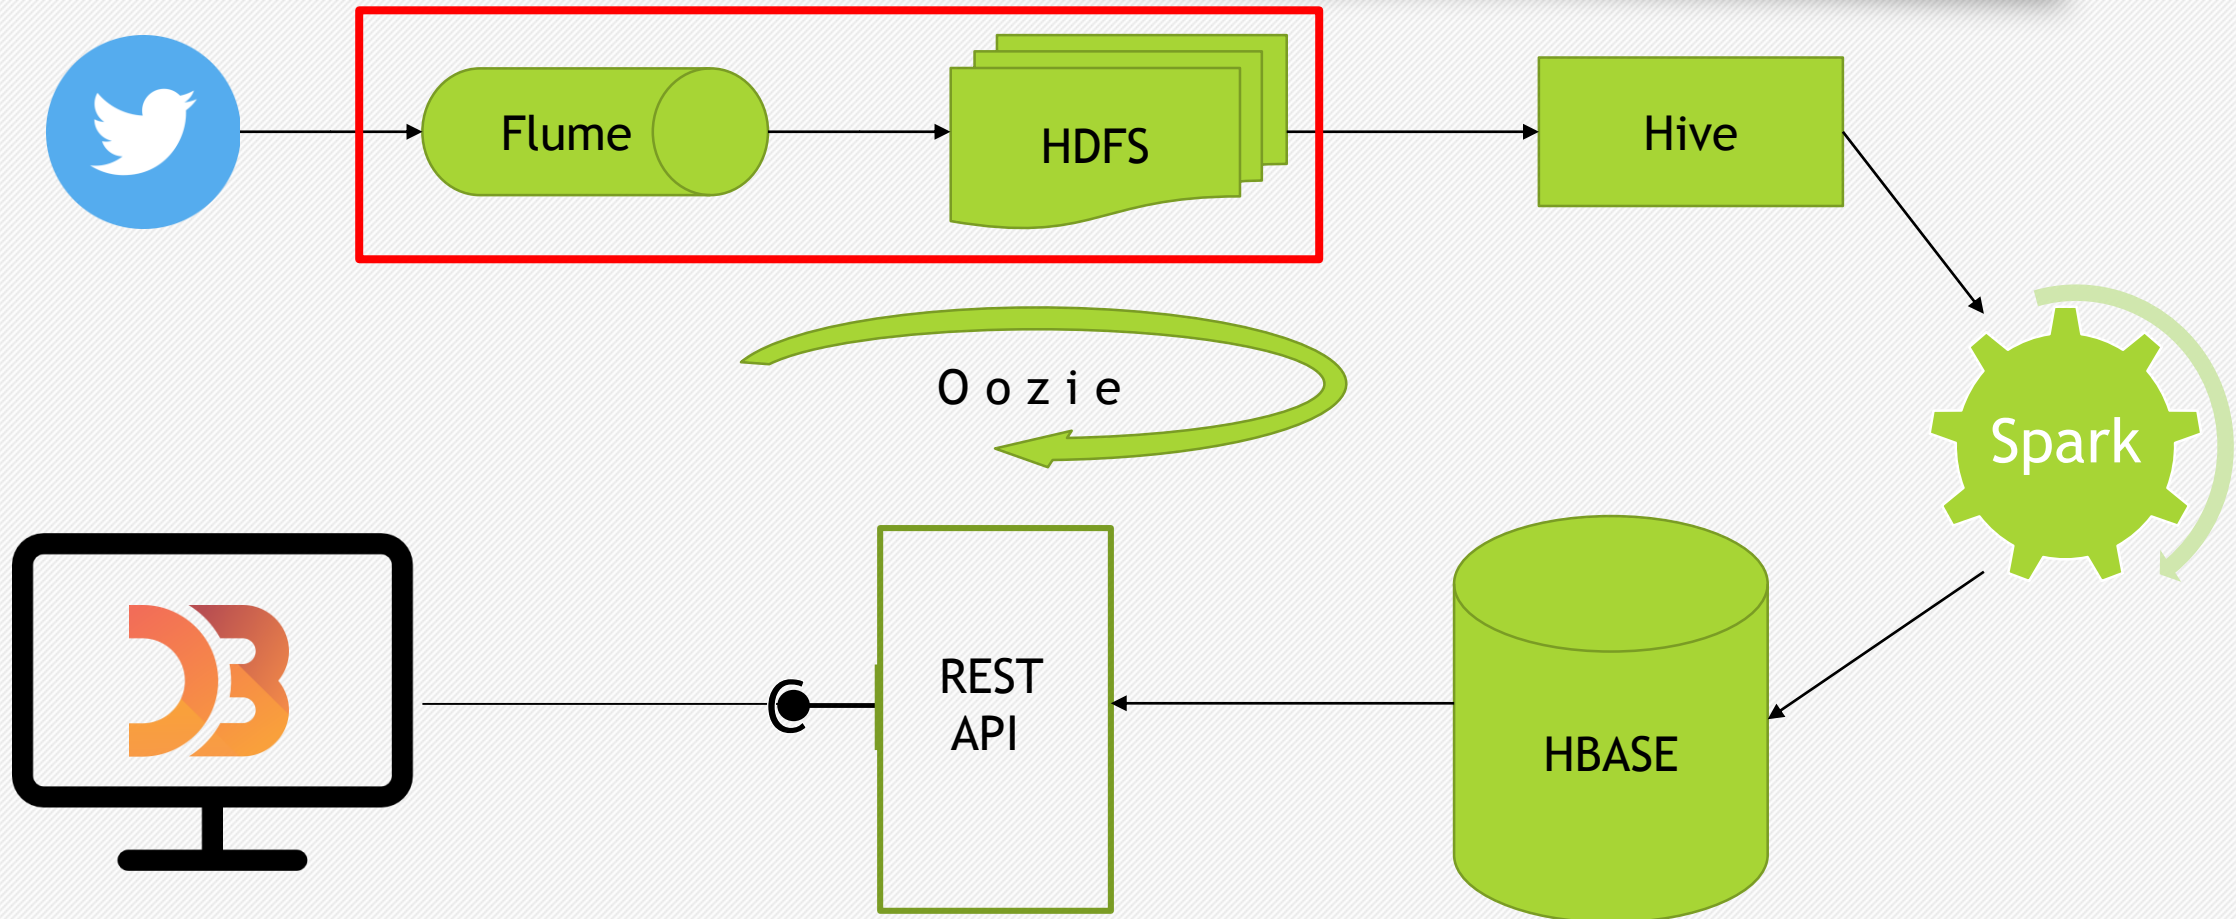 Flume
HDFS
Hive
O o z i e
Spark
REST
API
HBASE